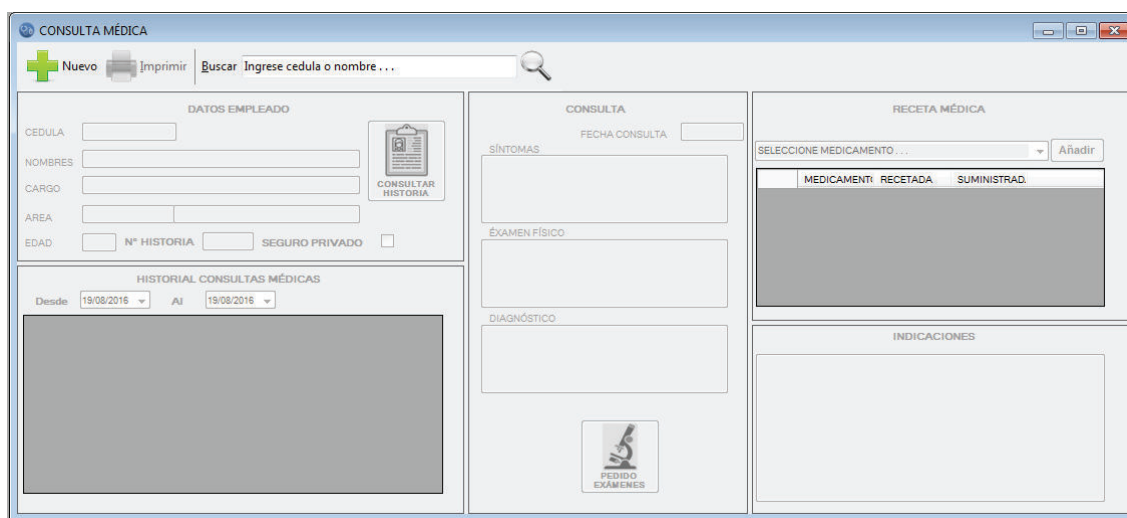 CONSULTA MÉDICA
Nuevo Imprimir Buscar Ingrese cedula o nombre . . .
DATOS EMPLEADO
CEDULA
NOMBRES
CARGO
AREA
EDAD N° HISTORIA SEGURO PRIVADO
CONSULTAR
HISTORIA
HISTORIAL CONSULTAS MÉDICAS
Desde 19/08/2016 Al 19/08/2016
CONSULTA
FECHA CONSULTA
SÍNTOMAS
ÉXAMEN FÍSICO
DIAGNÓSTICO
PEDIDO
EXÁMENES
RECETA MÉDICA
SELECCIONE MEDICAMENTO . . . Añadir
MEDICAMENT RECETADA SUMINISTRAD.
INDICACIONES